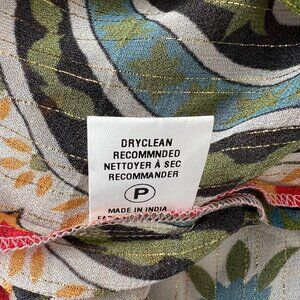 DRYCLEAN
RECOMMNDED
NETTOYER À SEC
RECOMMANDER
P
MADE IN INDIA